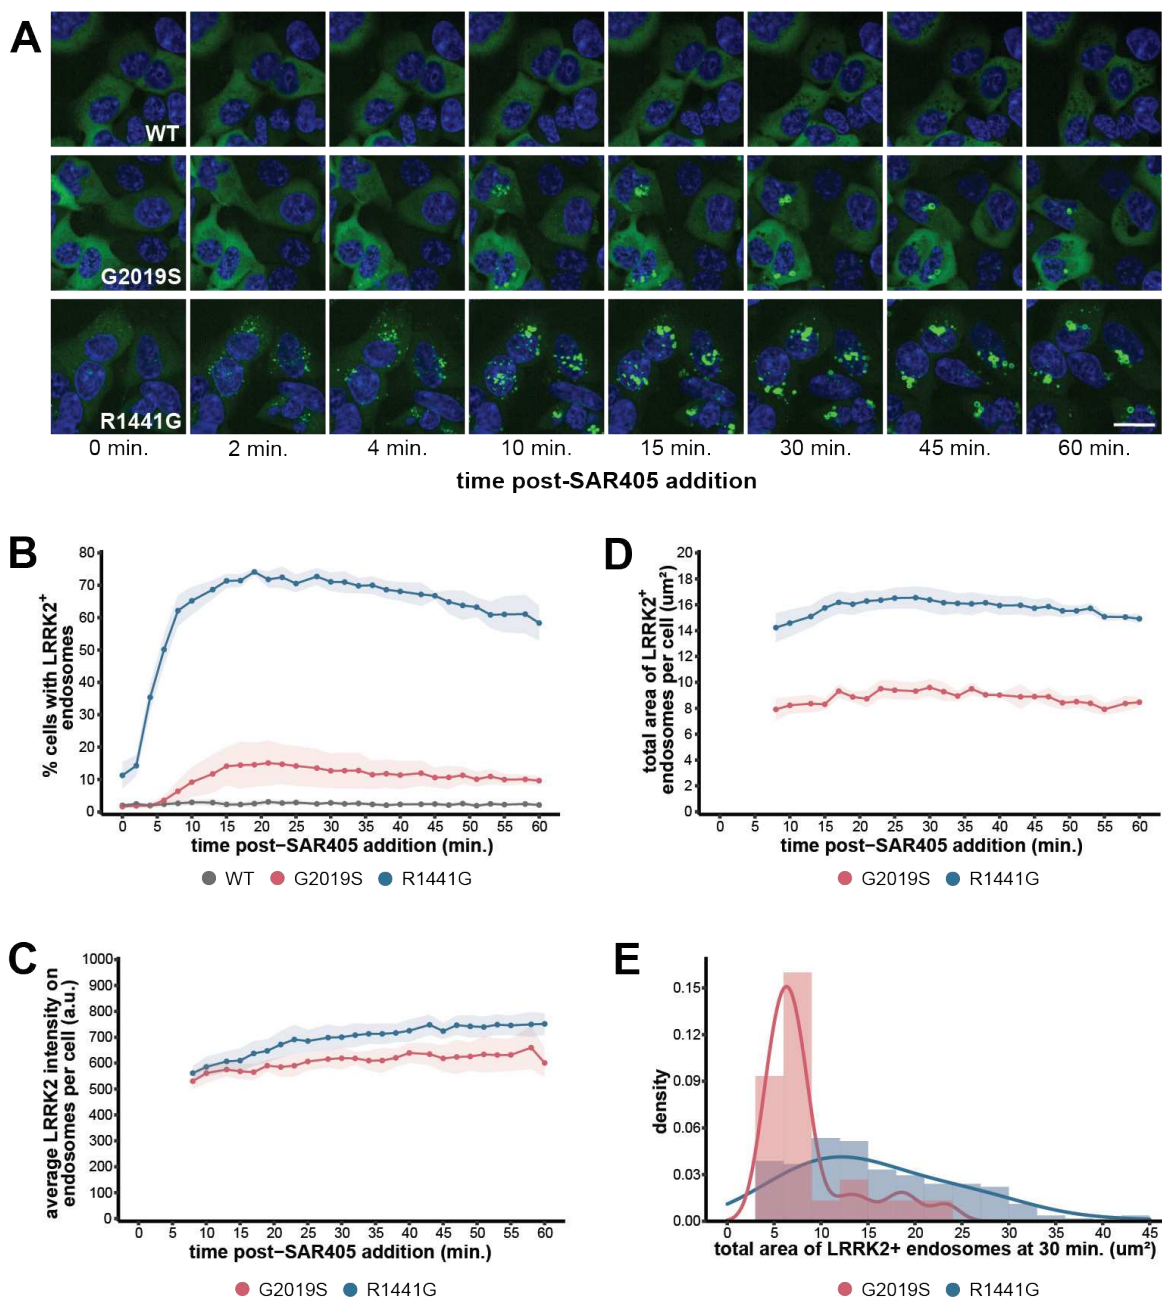 A
WT
G2019S
R1441G
0 min. 2 min. 4 min. 10 min. 15 min. 30 min. 45 min. 60 min.
time post-SAR405 addition
B
% cells with LRRK2+
endosomes
80
70
60
50
40
30
20
10
0
0 5 10 15 20 25 30 35 40 45 50 55 60
time post−SAR405 addition (min.)
WT G2019S R1441G
D
total area of LRRK2+
endosomes per cell (um²)
20
18
16
14
12
10
8
6
4
2
0
0 5 10 15 20 25 30 35 40 45 50 55 60
time post−SAR405 addition (min.)
G2019S R1441G
C
average LRRK2 intensity on
endosomes per cell (a.u.)
1000
900
800
700
600
500
400
300
200
100
0
0 5 10 15 20 25 30 35 40 45 50 55 60
time post−SAR405 addition (min.)
G2019S R1441G
E
density
0.15
0.12
0.09
0.06
0.03
0.00
0 5 10 15 20 25 30 35 40 45
total area of LRRK2+ endosomes at 30 min. (um²)
G2019S R1441G